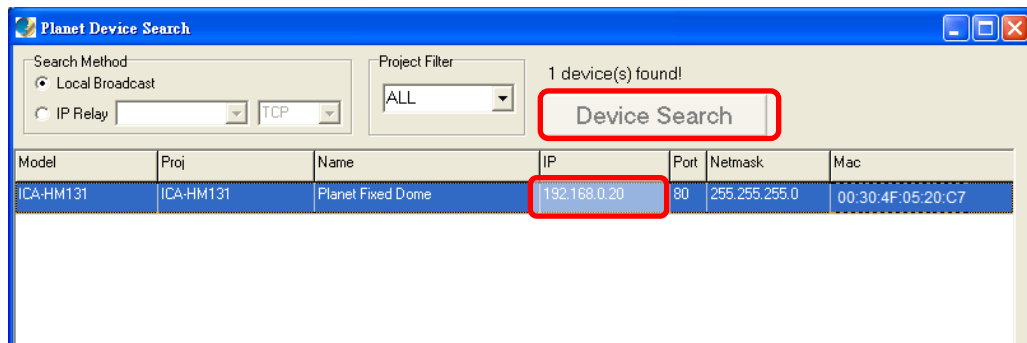 Planet Device Search
Search Method
Local Broadcast
IP Relay TCP
Project Filter
ALL
1 device(s) found!
Device Search
Model Proj Name IP Port Netmask Mac
ICA-HM131 ICA-HM131 Planet Fixed Dome 192.168.0.20 80 255.255.255.0 00:30:4F:05:20:C7